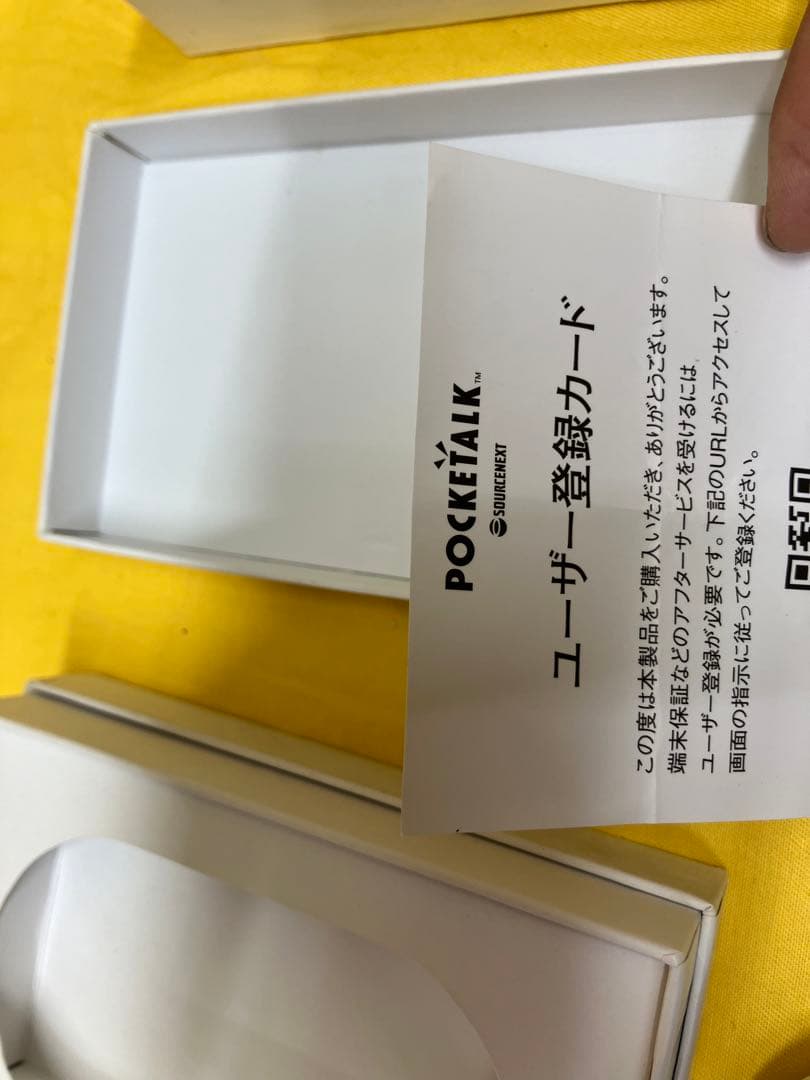 POCKETALK™
SOURCENEXT
ユーザー登録カード
この度は本製品をご購入いただき、ありがとうございます。
端末保証などのアフターサービスを受けるには、
ユーザー登録が必要です。下記のURLからアクセスして
画面の指示に従ってご登録ください。